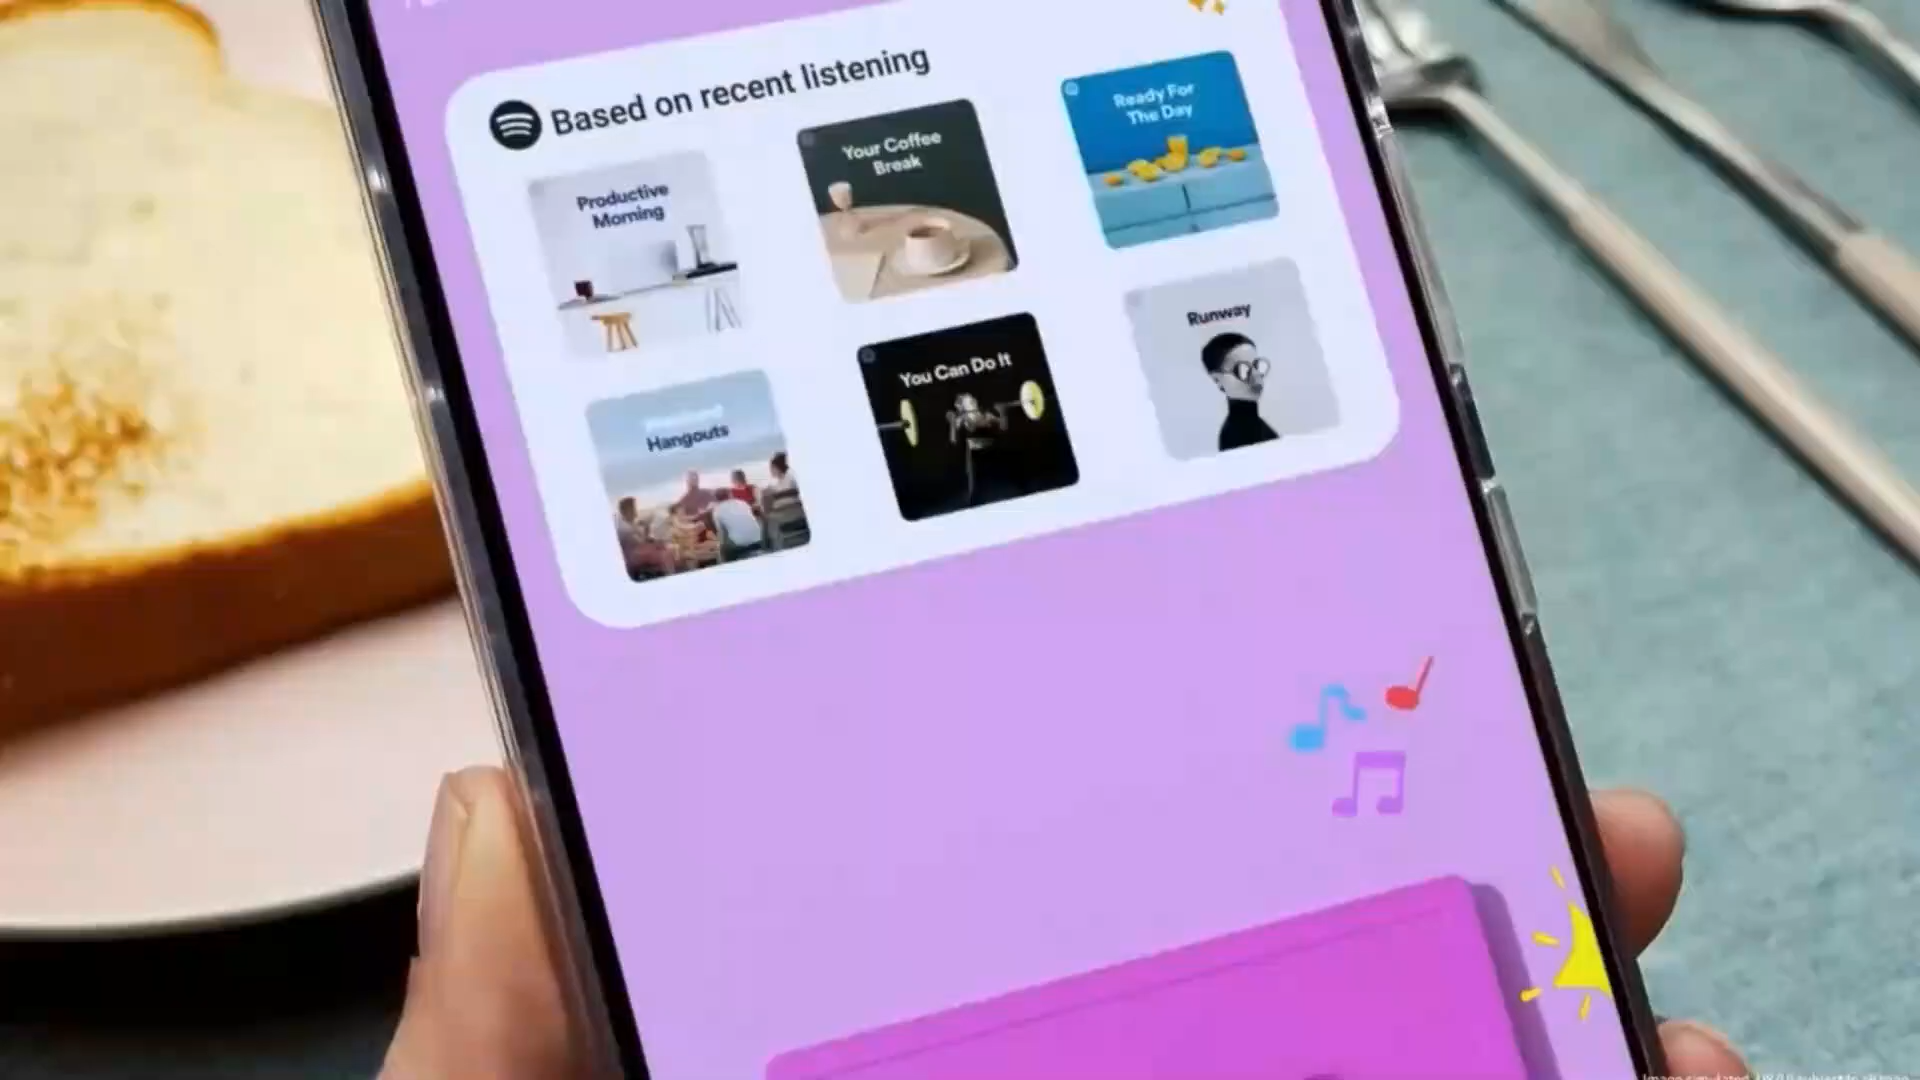 Based on recent listening
Productive
Morning
Your Coffee
Break
Ready For
The Day
Hangouts
You Can Do It
Runway